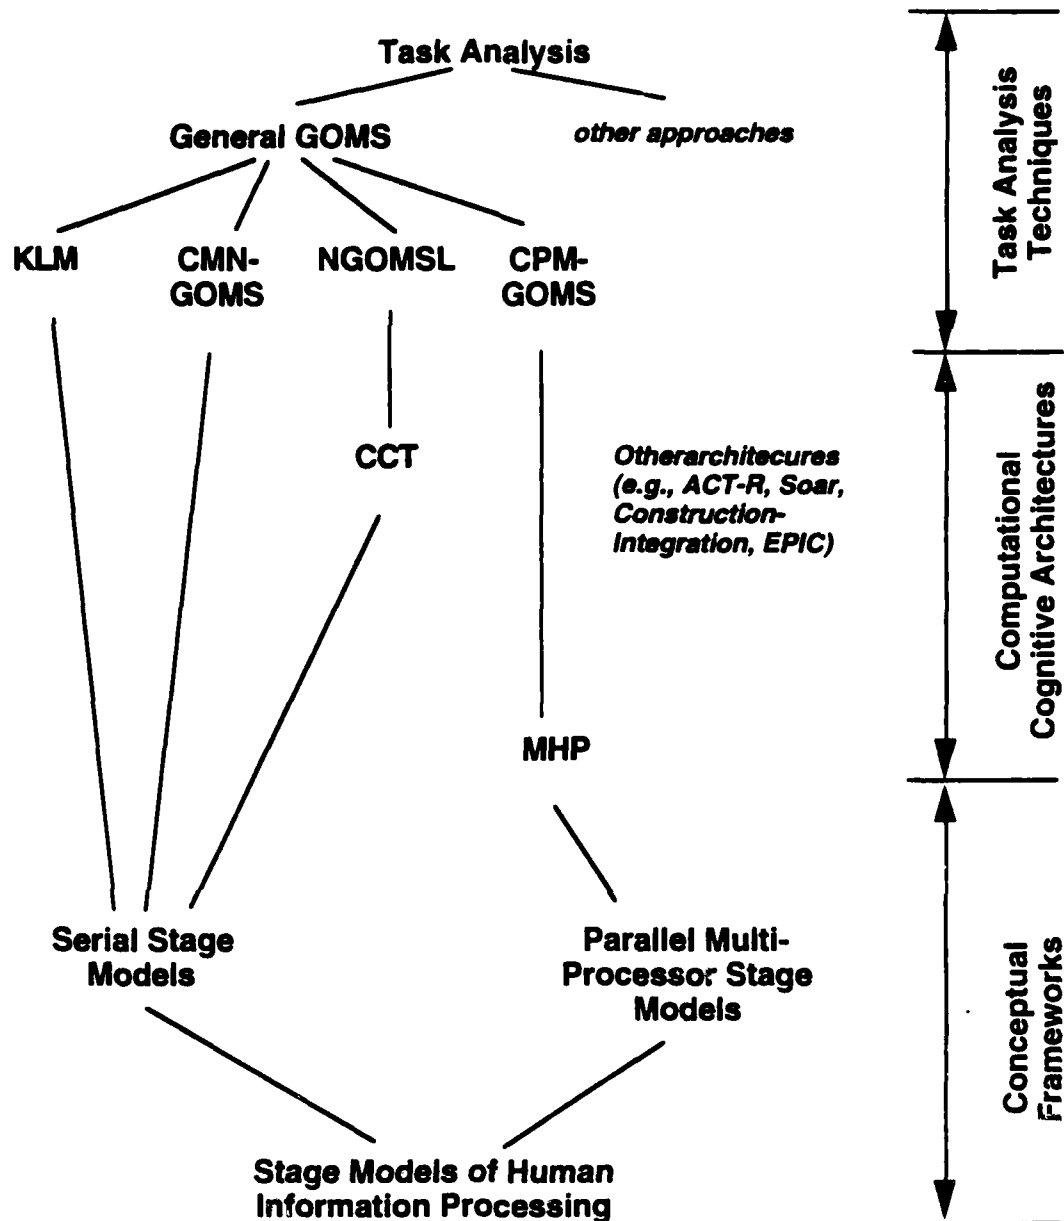 Task Analysis
General GOMS
other approaches
KLM
CMN-
GOMS
NGOMSL
CPM-
GOMS
CCT
Otherarchitecures
(e.g., ACT-R, Soar,
Construction-
Integration, EPIC)
MHP
Serial Stage
Models
Parallel Multi-
Processor Stage
Models
Stage Models of Human
Information Processing
Task Analysis
Techniques
Computational
Cognitive Architectures
Conceptual
Frameworks